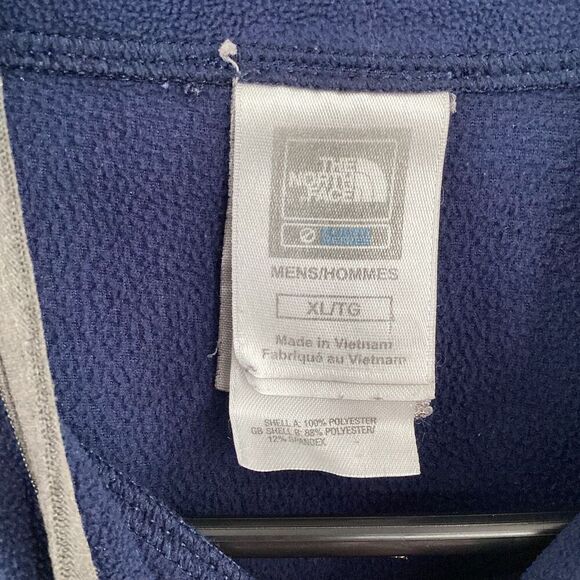 THE
NORTH
FACE
MENS/HOMMES
XL/TG
Made in Vietnam
Fabriqué au Vietnam
SHELL A: 100% POLYESTER
GB SHELL B: 88% POLYESTER/
12% SPANDEX